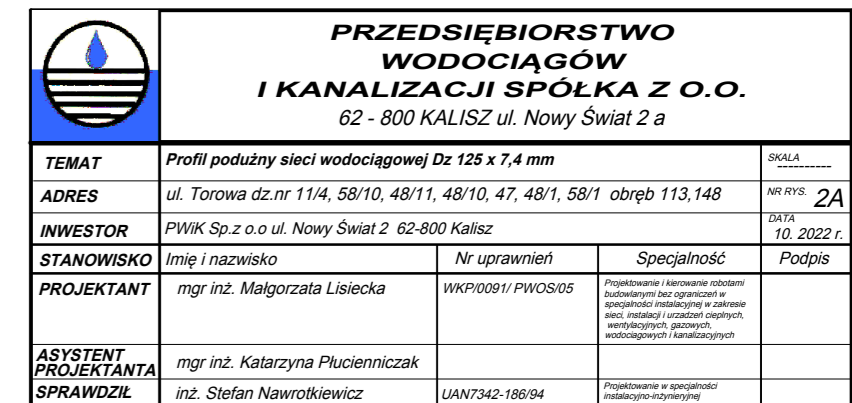 PRZEDSIĘBIORSTWO
WODOCIĄGÓW
I KANALIZACJI SPÓŁKA Z O.O.
62 - 800 KALISZ ul. Nowy Świat 2 a
TEMAT Profil podużny sieci wodociągowej Dz 125 x 7,4 mm SKALA ----------
ADRES ul. Torowa dz.nr 11/4, 58/10, 48/11, 48/10, 47, 48/1, 58/1 obręb 113,148 NR RYS. 2A
INWESTOR PWiK Sp.z o.o ul. Nowy Świat 2 62-800 Kalisz DATA 10. 2022 r.
STANOWISKO Imię i nazwisko Nr uprawnień Specjalność Podpis
PROJEKTANT mgr inż. Małgorzata Lisiecka WKP/0091/ PWOS/05
Projektowanie i kierowanie robotami
budowlanymi bez ograniczeń w
specjalności instalacyjnej w zakresie
sieci, instalacji i urzadzeń cieplnych,
wentylacyjnych, gazowych,
wodociagowych i kanalizacyjnych
ASYSTENT
PROJEKTANTA mgr inż. Katarzyna Płucienniczak
SPRAWDZIŁ inż. Stefan Nawrotkiewicz UAN7342-186/94
Projektowanie w specjalności
instalacyjno-inżynieryjnej